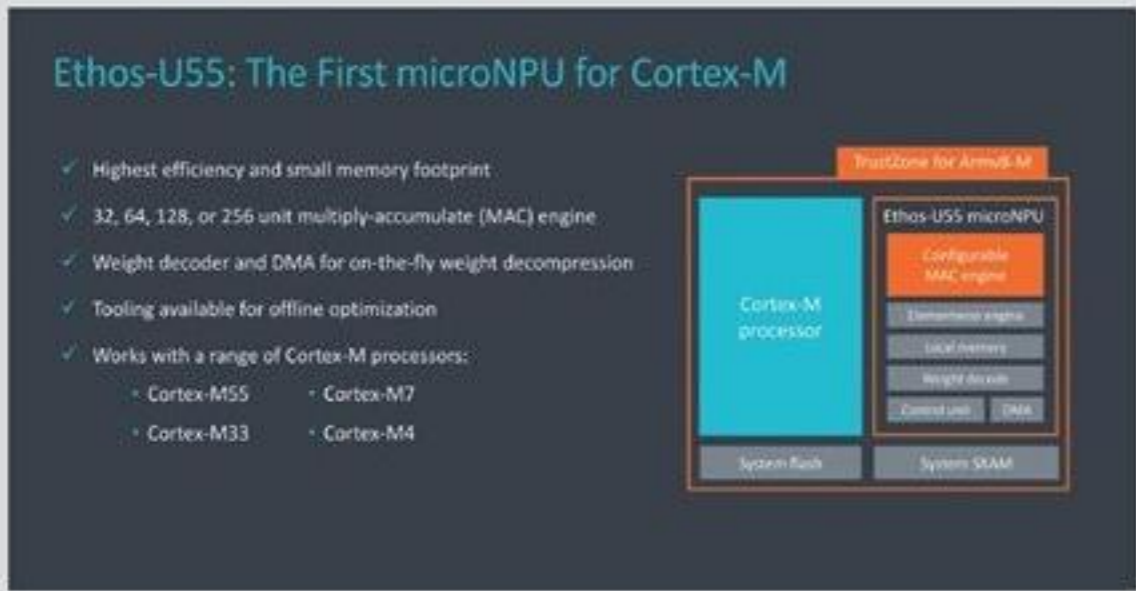 Ethos-U55: The First microNPU for Cortex-M
✓ Highest efficiency and small memory footprint
✓ 32, 64, 128, or 256 unit multiply-accumulate (MAC) engine
✓ Weight decoder and DMA for on-the-fly weight decompression
✓ Tooling available for offline optimization
✓ Works with a range of Cortex-M processors:
• Cortex-M55
• Cortex-M7
• Cortex-M33
• Cortex-M4
TrustZone for Armv8-M
Cortex-M
processor
Ethos-U55 microNPU
Configurable
MAC engine
Elementwise engine
Local memory
Weight decode
Control unit
DMA
System flash
System SRAM